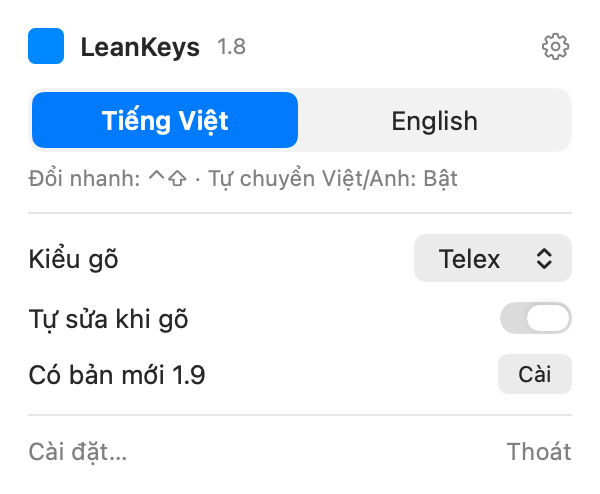 LeanKeys 1.8
Tiếng Việt English
Đổi nhanh: ⌃⇧ · Tự chuyển Việt/Anh: Bật
Kiểu gõ Telex
Tự sửa khi gõ
Có bản mới 1.9 Cài
Cài đặt... Thoát